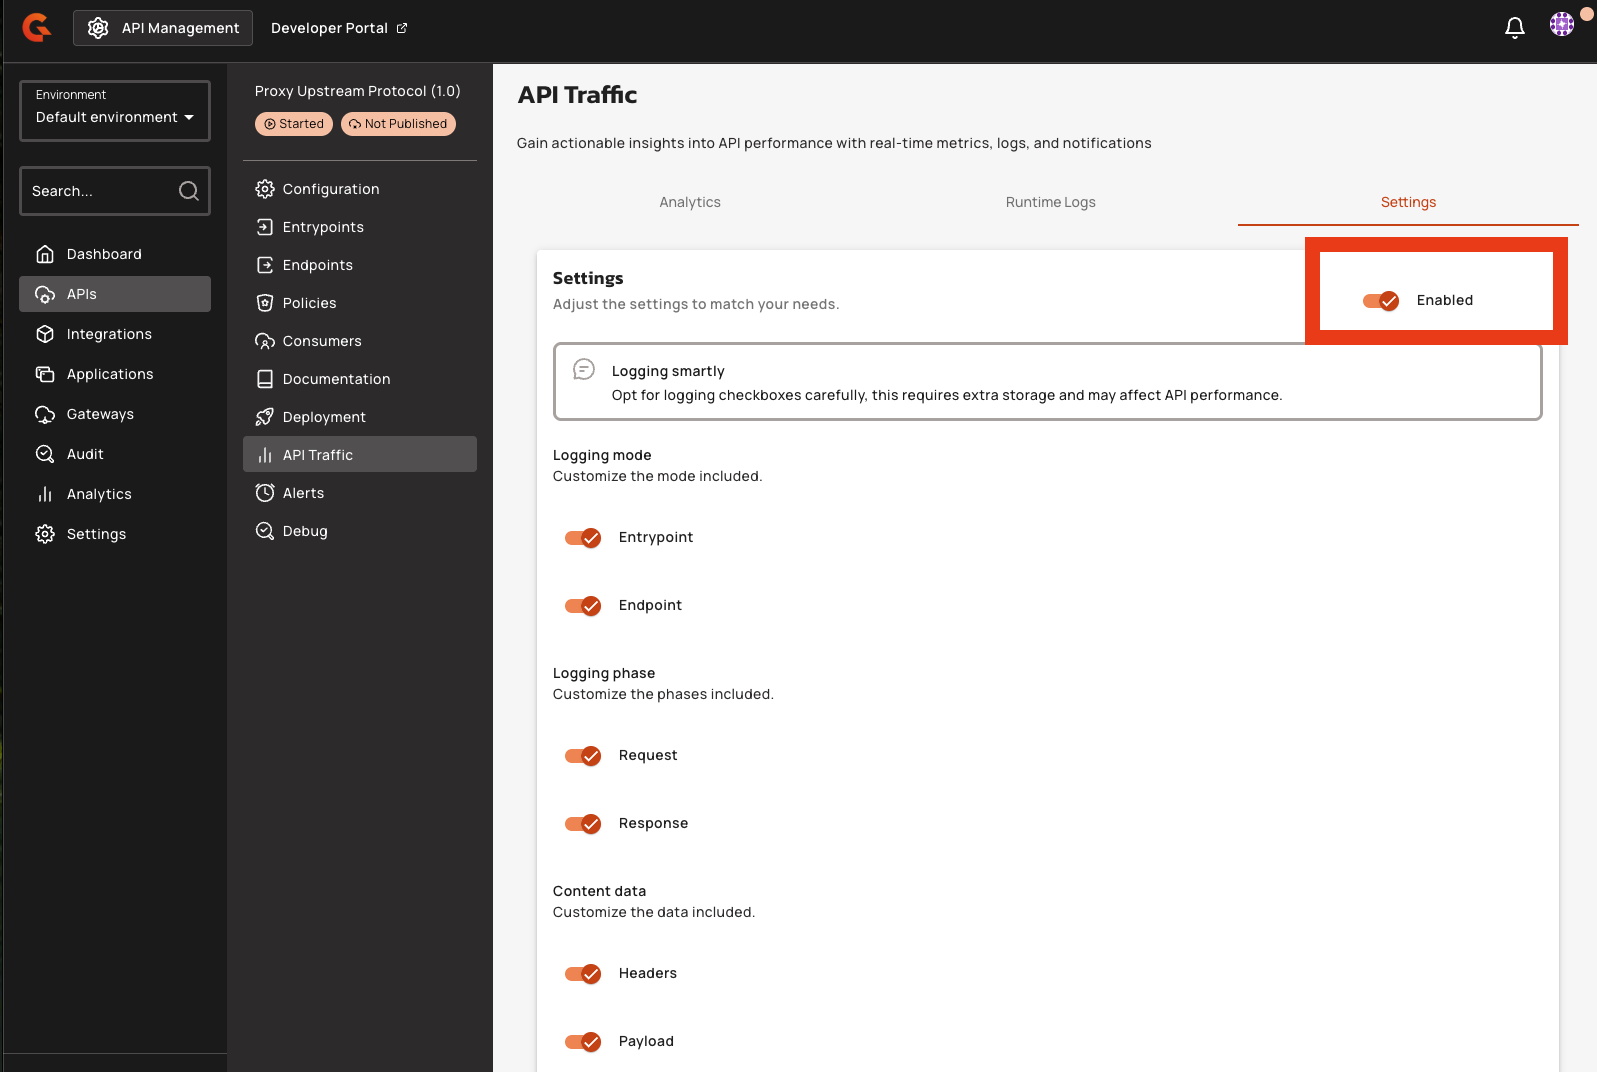 API Management
Developer Portal
Environment
Default environment
Search...
Dashboard
APIs
Integrations
Applications
Gateways
Audit
Analytics
Settings
Proxy Upstream Protocol (1.0)
Started
Not Published
Configuration
Entrypoints
Endpoints
Policies
Consumers
Documentation
Deployment
API Traffic
Alerts
Debug
API Traffic
Gain actionable insights into API performance with real-time metrics, logs, and notifications
Analytics
Runtime Logs
Settings
Settings
Adjust the settings to match your needs.
Enabled
Logging smartly
Opt for logging checkboxes carefully, this requires extra storage and may affect API performance.
Logging mode
Customize the mode included.
Entrypoint
Endpoint
Logging phase
Customize the phases included.
Request
Response
Content data
Customize the data included.
Headers
Payload